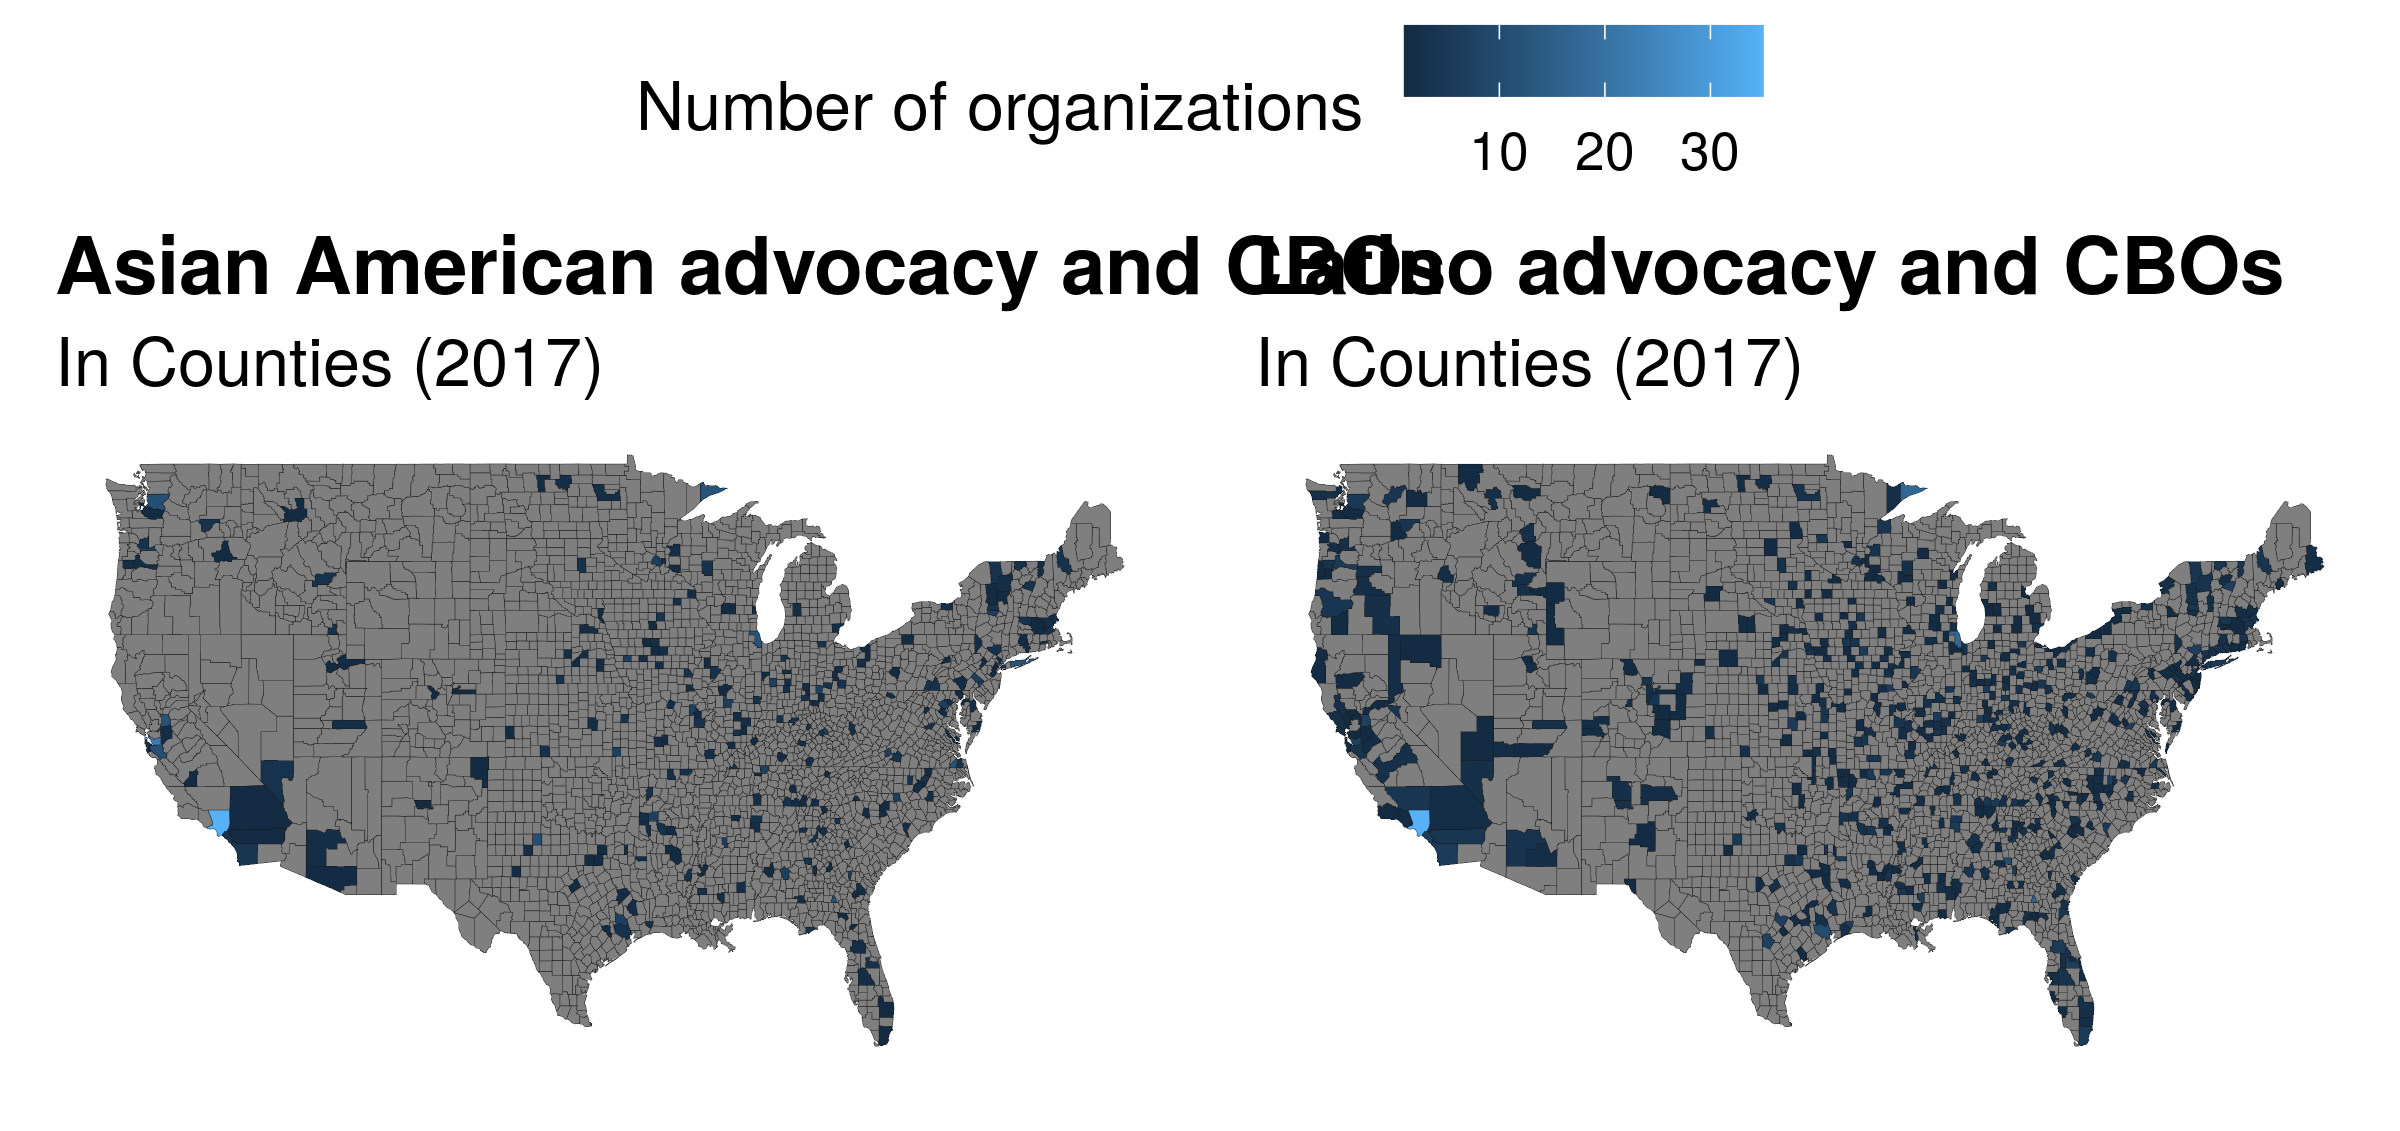 Number of organizations
10 20 30
Asian American advocacy and CBOs
Latino advocacy and CBOs
In Counties (2017)
In Counties (2017)